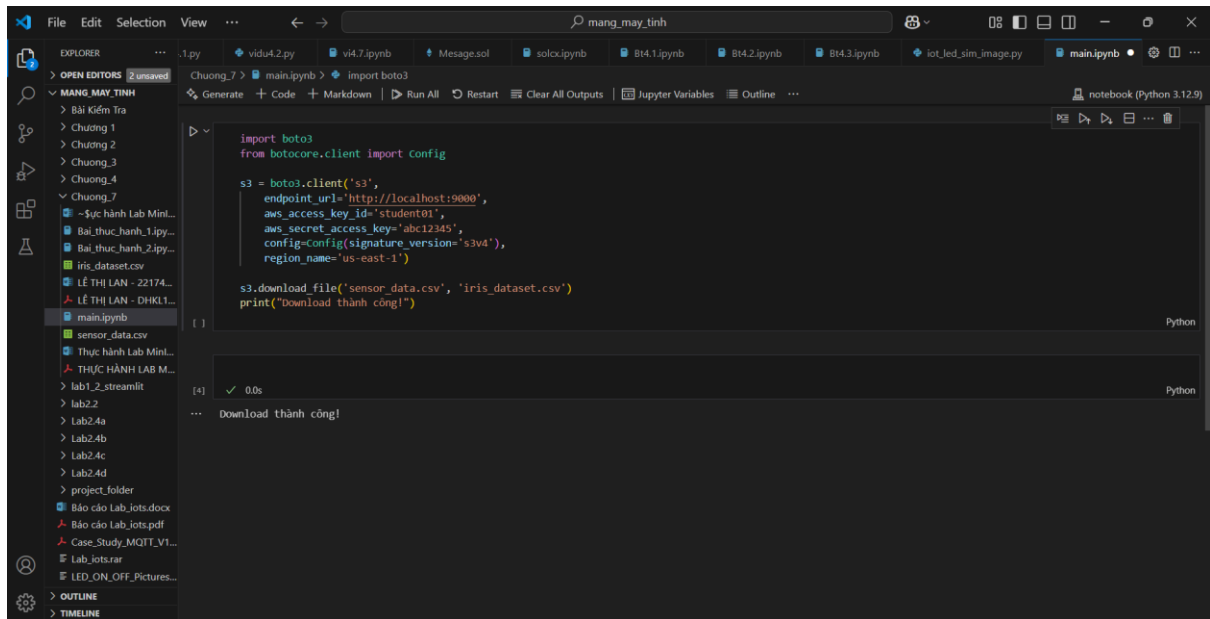 File Edit Selection View ··· ← → mang_may_tinh
EXPLORER ··· .1.py vidu4.2.py vi4.7.ipynb Mesage.sol solcx.ipynb Bt4.1.ipynb Bt4.2.ipynb Bt4.3.ipynb iot_led_sim_image.py main.ipynb ● ···
> OPEN EDITORS 2 unsaved
Chuong_7 > main.ipynb > import boto3
MANG_MAY_TINH
Generate + Code + Markdown | Run All Restart Clear All Outputs | Jupyter Variables Outline ··· notebook (Python 3.12.9)
> Bài Kiểm Tra
> Chương 1
> Chương 2
> Chuong_3
> Chuong_4
Chuong_7
~$ực hành Lab MinI...
Bai_thuc_hanh_1.ipy...
Bai_thuc_hanh_2.ipy...
iris_dataset.csv
LÊ THỊ LAN - 22174...
LÊ THỊ LAN - DHKL1...
main.ipynb
sensor_data.csv
Thực hành Lab MinI...
THỰC HÀNH LAB M...
> lab1_2_streamlit
> lab2.2
> Lab2.4a
> Lab2.4b
> Lab2.4c
> Lab2.4d
> project_folder
Báo cáo Lab_iots.docx
Báo cáo Lab_iots.pdf
Case_Study_MQTT_V1...
Lab_iots.rar
LED_ON_OFF_Pictures...
> OUTLINE
> TIMELINE
2
import boto3
from botocore.client import Config
s3 = boto3.client('s3',
endpoint_url='http://localhost:9000',
aws_access_key_id='student01',
aws_secret_access_key='abc12345',
config=Config(signature_version='s3v4'),
region_name='us-east-1')
s3.download_file('sensor_data.csv', 'iris_dataset.csv')
print("Download thành công!")
[ ] Python
[4] ✓ 0.0s Python
··· Download thành công!